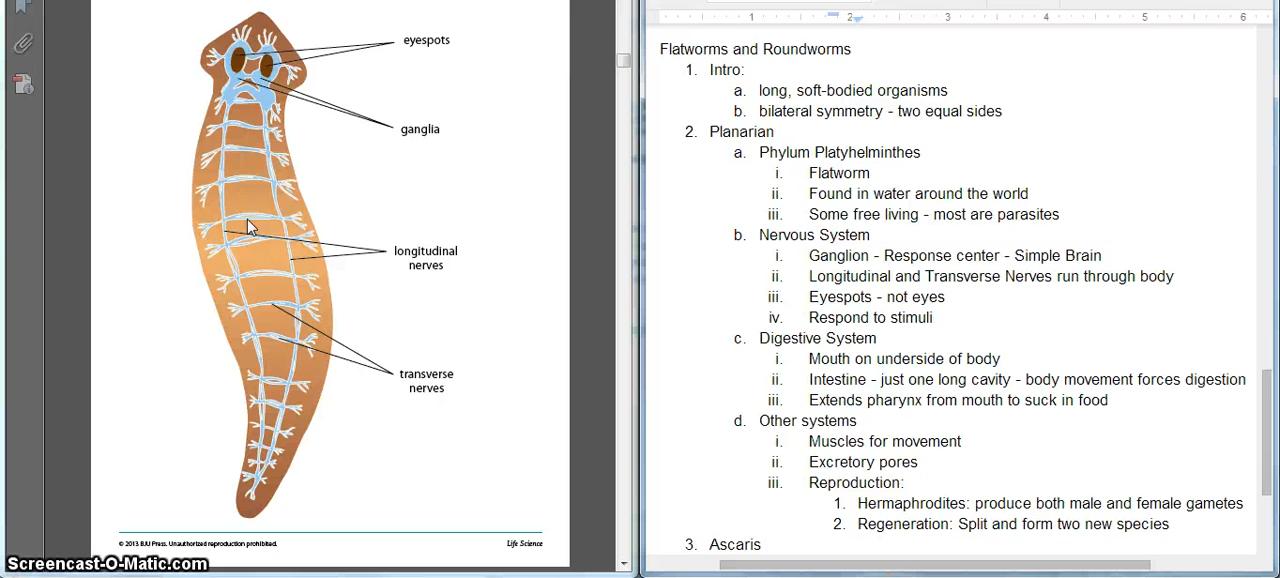 eyespots
ganglia
longitudinal
nerves
transverse
nerves
© 2013 BJU Press. Unauthorized reproduction prohibited.
Life Science
Screencast-O-Matic.com
1 2 3 4 5 6
Flatworms and Roundworms
1. Intro:
a. long, soft-bodied organisms
b. bilateral symmetry - two equal sides
2. Planarian
a. Phylum Platyhelminthes
i. Flatworm
ii. Found in water around the world
iii. Some free living - most are parasites
b. Nervous System
i. Ganglion - Response center - Simple Brain
ii. Longitudinal and Transverse Nerves run through body
iii. Eyespots - not eyes
iv. Respond to stimuli
c. Digestive System
i. Mouth on underside of body
ii. Intestine - just one long cavity - body movement forces digestion
iii. Extends pharynx from mouth to suck in food
d. Other systems
i. Muscles for movement
ii. Excretory pores
iii. Reproduction:
1. Hermaphrodites: produce both male and female gametes
2. Regeneration: Split and form two new species
3. Ascaris